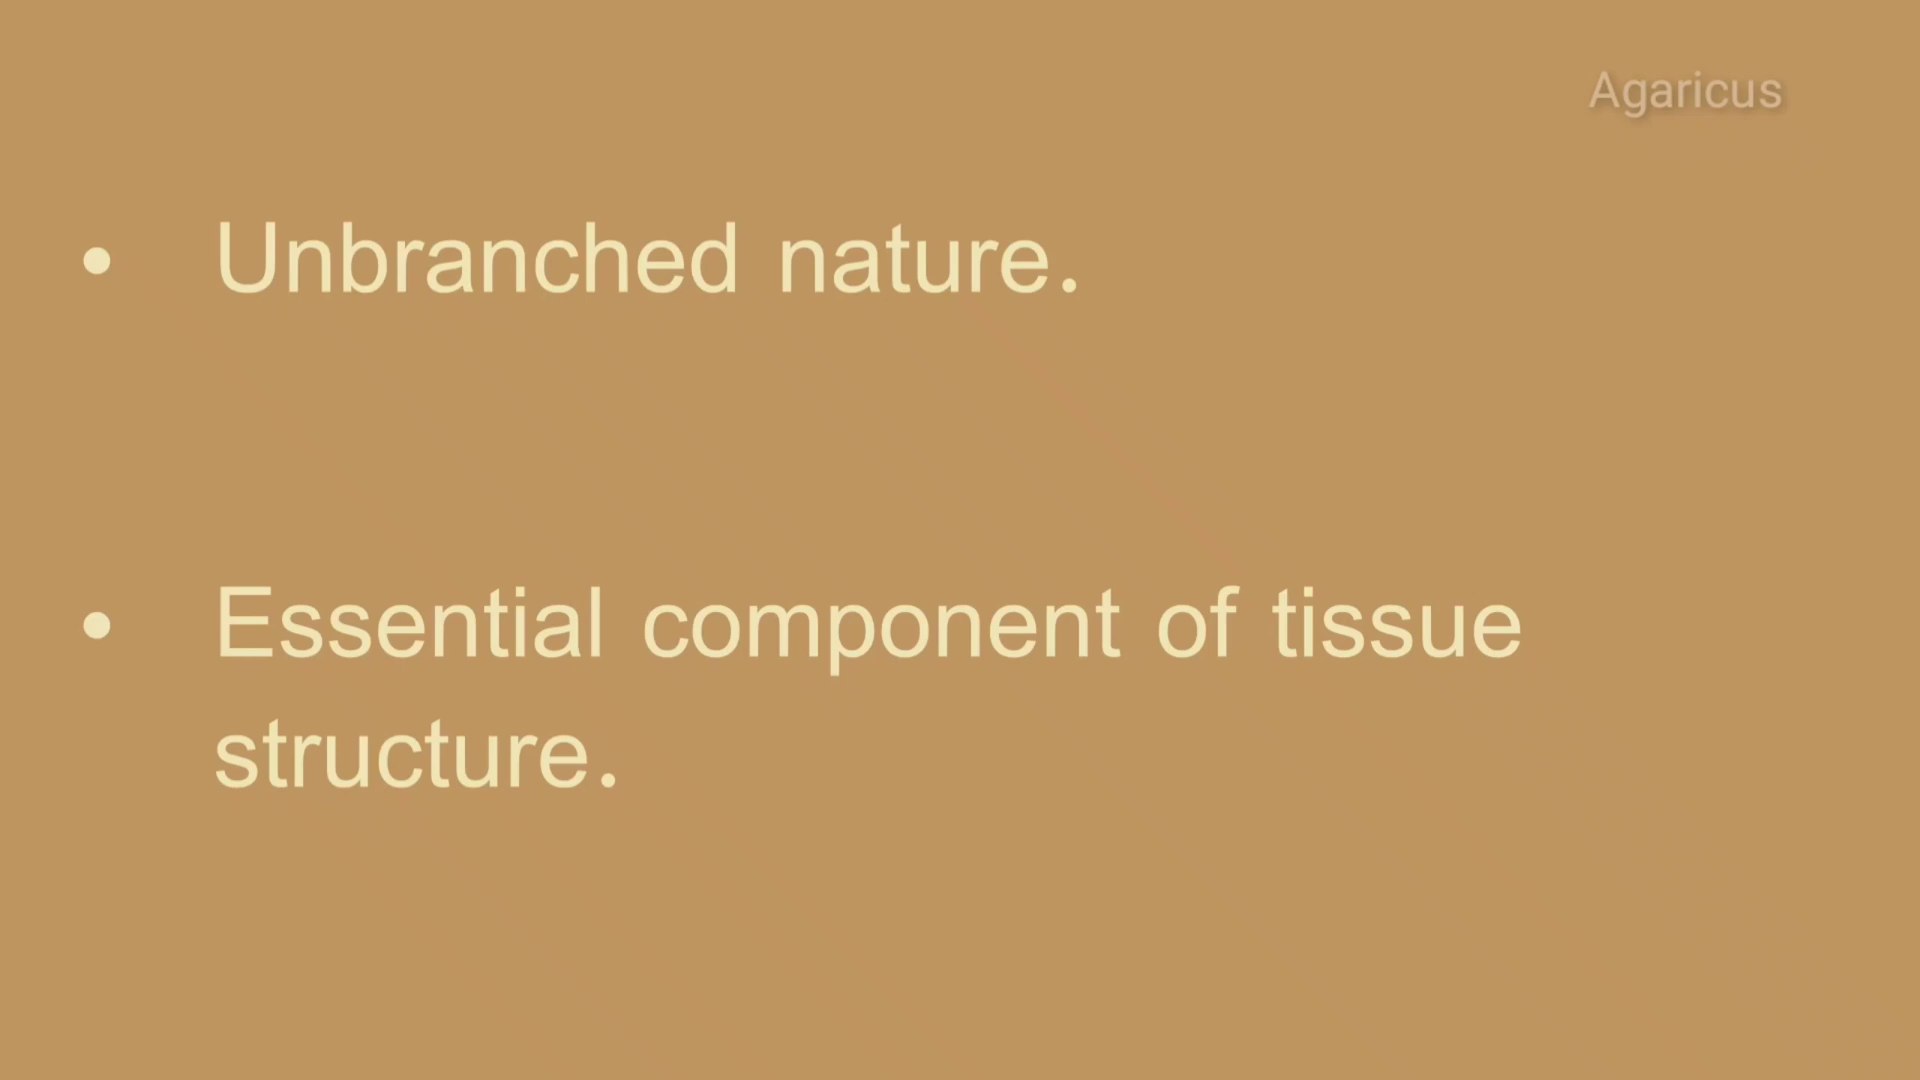 Agaricus
• Unbranched nature.
• Essential component of tissue
structure.